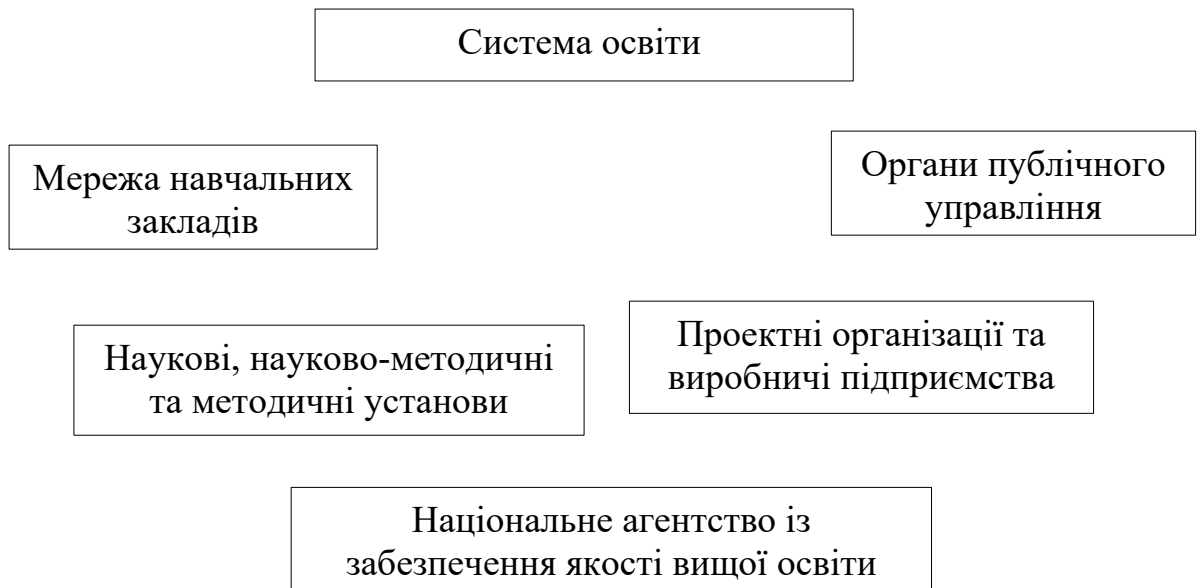 Система освіти
Мережа навчальних
закладів
Органи публічного
управління
Наукові, науково-методичні
та методичні установи
Проектні організації та
виробничі підприємства
Національне агентство із
забезпечення якості вищої освіти